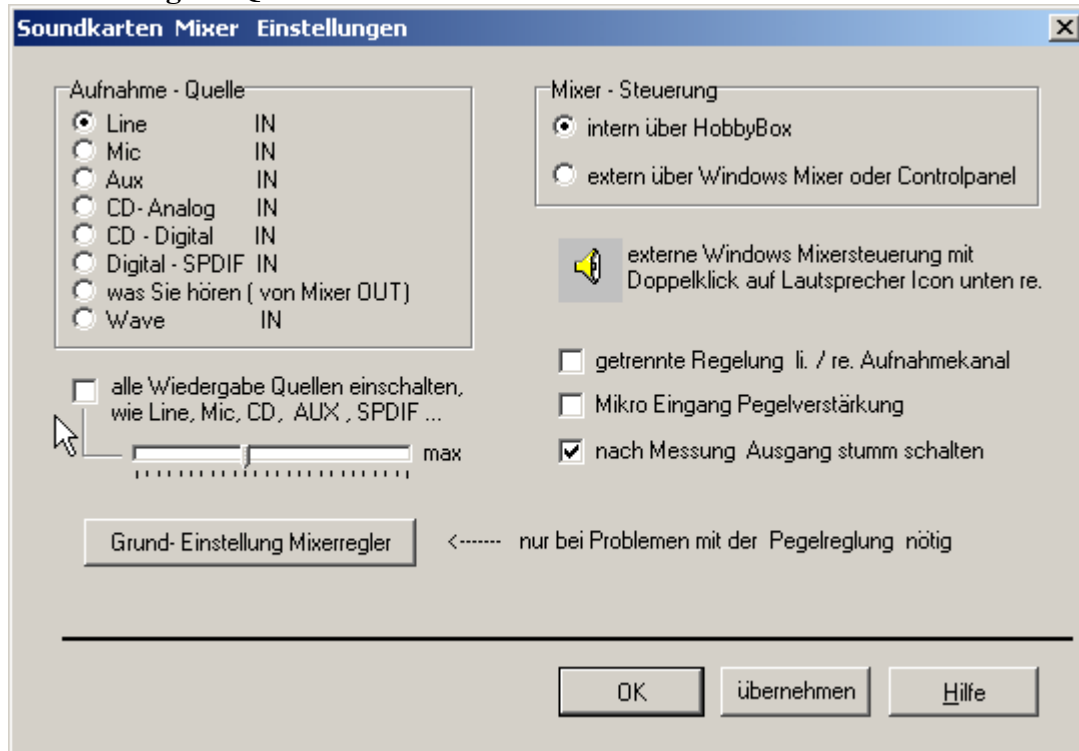 Soundkarten Mixer Einstellungen
Aufnahme - Quelle
Line IN
Mic IN
Aux IN
CD- Analog IN
CD - Digital IN
Digital - SPDIF IN
was Sie hören ( von Mixer OUT)
Wave IN
alle Wiedergabe Quellen einschalten,
wie Line, Mic, CD, AUX , SPDIF ...
max
Mixer - Steuerung
intern über HobbyBox
extern über Windows Mixer oder Controlpanel
externe Windows Mixersteuerung mit
Doppelklick auf Lautsprecher Icon unten re.
getrennte Regelung li. / re. Aufnahmekanal
Mikro Eingang Pegelverstärkung
nach Messung Ausgang stumm schalten
Grund- Einstellung Mixerregler
<------- nur bei Problemen mit der Pegelreglung nötig
OK
übernehmen
Hilfe